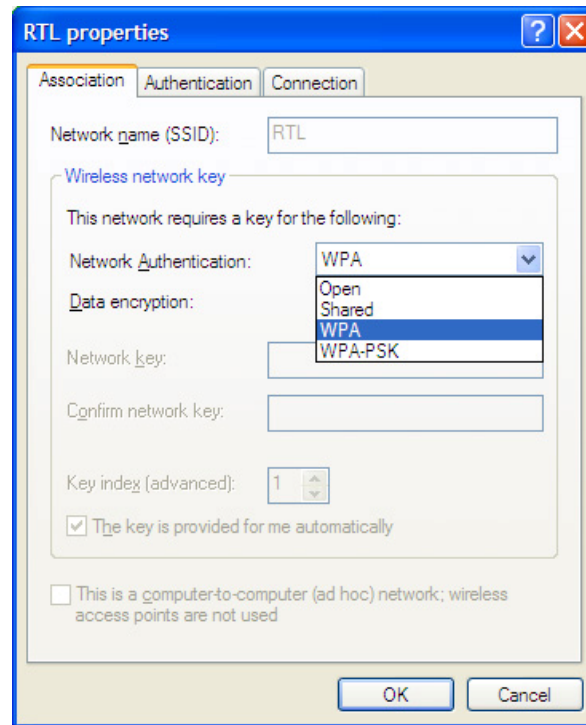 RTL properties
Association Authentication Connection
Network name (SSID): RTL
Wireless network key
This network requires a key for the following:
Network Authentication: WPA
Data encryption:
Open
Shared
WPA
WPA-PSK
Network key:
Confirm network key:
Key index (advanced): 1
The key is provided for me automatically
This is a computer-to-computer (ad hoc) network; wireless
access points are not used
OK Cancel